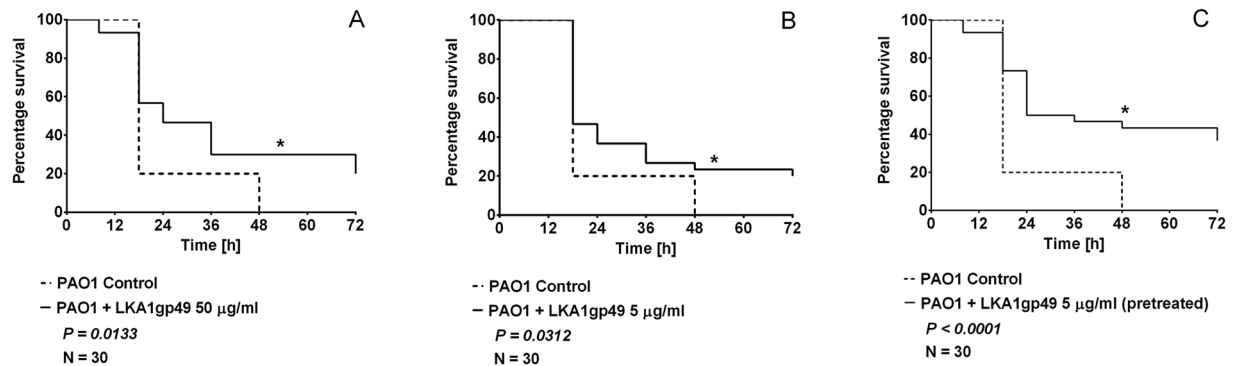 A
Percentage survival
100
80
60
40
20
0
0 12 24 36 48 60 72
*
Time [h]
PAO1 Control
PAO1 + LKA1gp49 50 µg/ml
P = 0.0133
N = 30
B
Percentage survival
100
80
60
40
20
0
0 12 24 36 48 60 72
*
Time [h]
PAO1 Control
PAO1 + LKA1gp49 5 µg/ml
P = 0.0312
N = 30
C
Percentage survival
100
80
60
40
20
0
0 12 24 36 48 60 72
*
Time [h]
PAO1 Control
PAO1 + LKA1gp49 5 µg/ml (pretreated)
P < 0.0001
N = 30